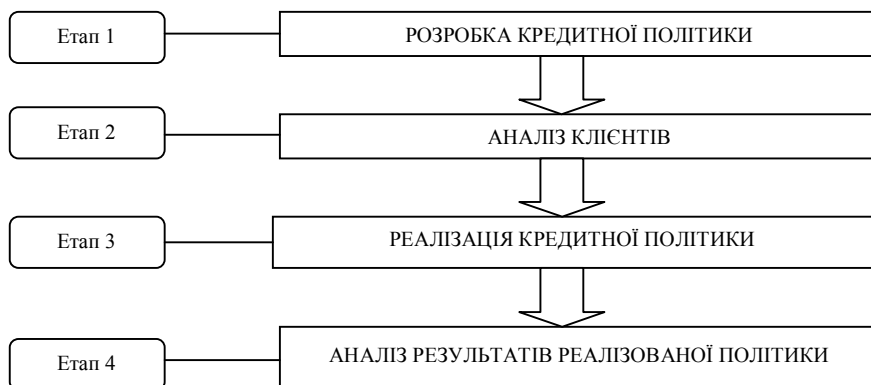 Етап 1
РОЗРОБКА КРЕДИТНОЇ ПОЛІТИКИ
Етап 2
АНАЛІЗ КЛІЄНТІВ
Етап 3
РЕАЛІЗАЦІЯ КРЕДИТНОЇ ПОЛІТИКИ
Етап 4
АНАЛІЗ РЕЗУЛЬТАТІВ РЕАЛІЗОВАНОЇ ПОЛІТИКИ